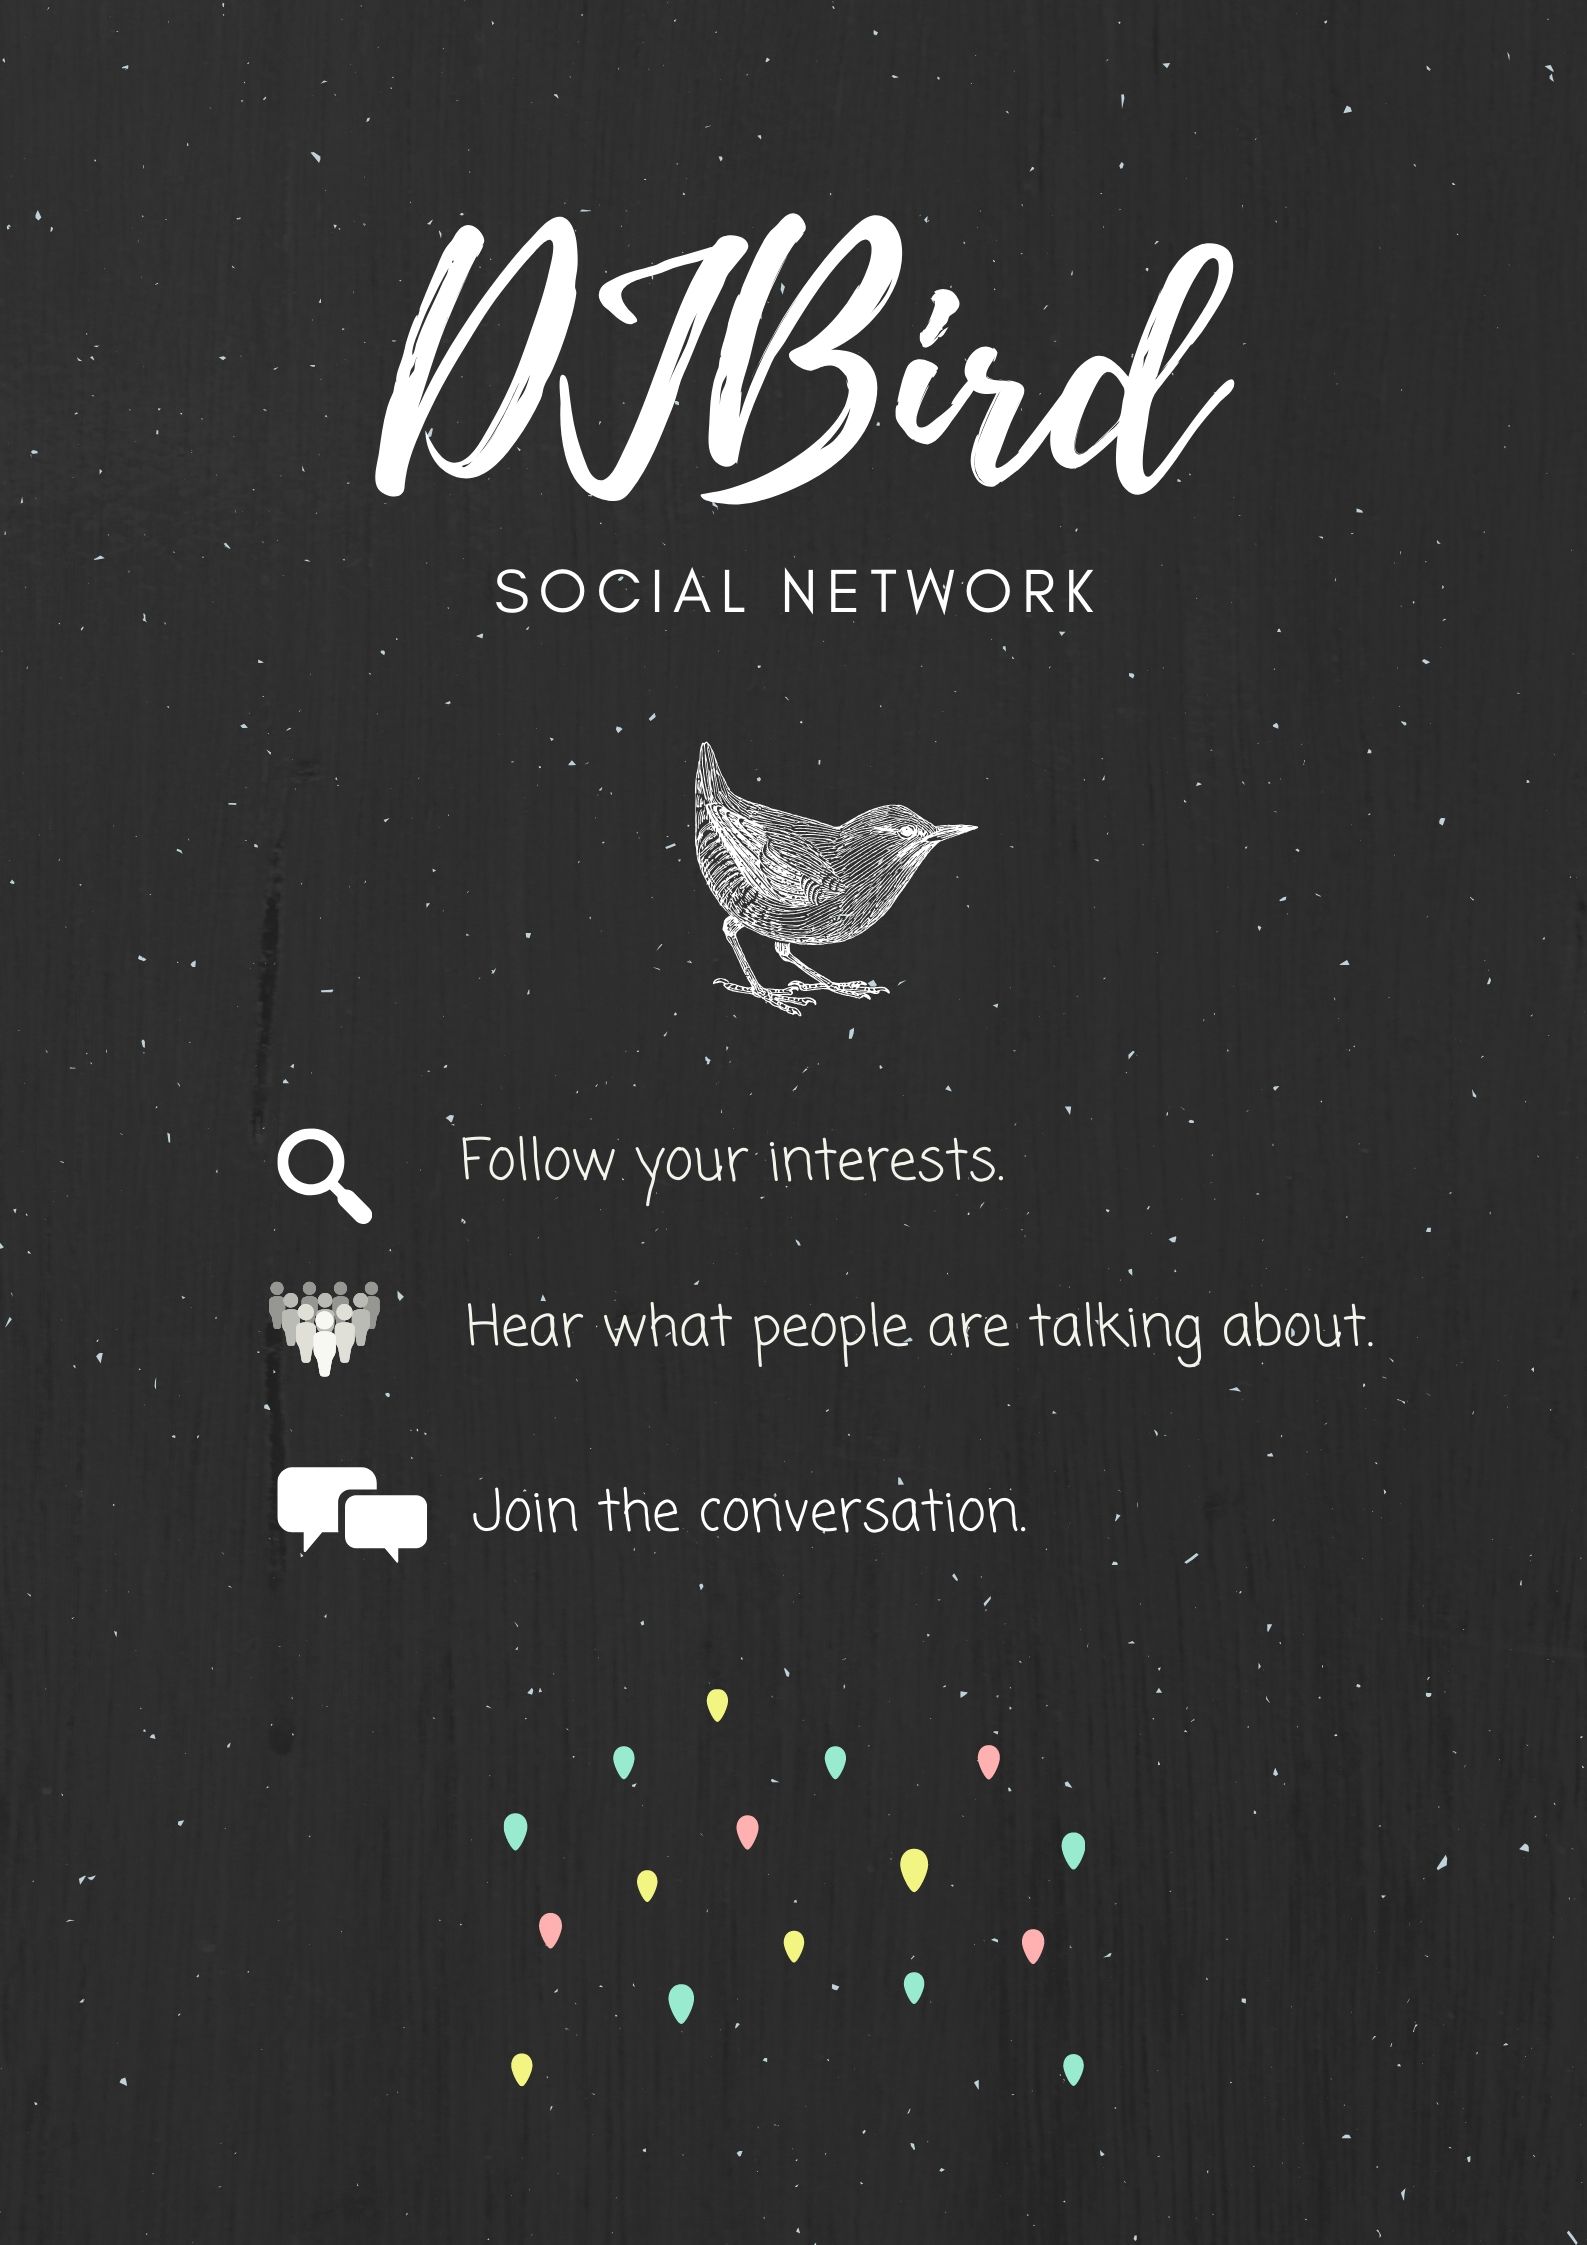 DJBird
SOCIAL NETWORK
Follow your interests.
Hear what people are talking about.
Join the conversation.